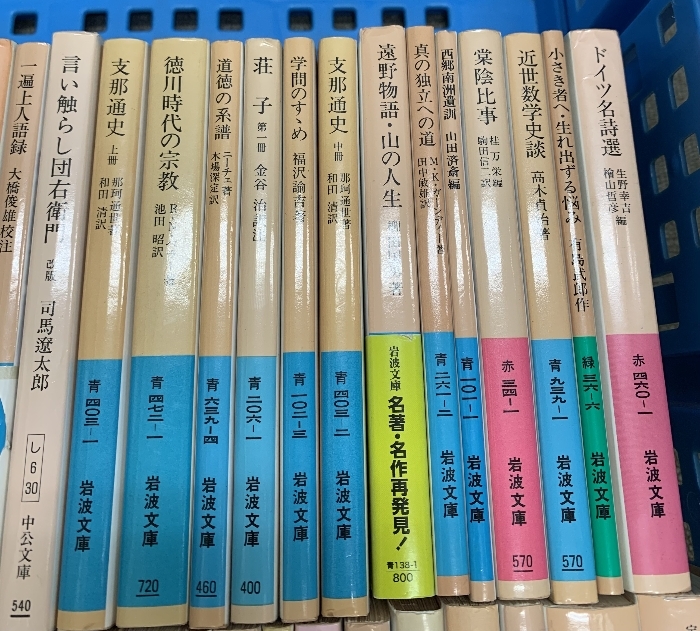 一遍上人語録
大橋俊雄校注
言い触らし団右衛門 改版
司馬遼太郎
し 6 30
中公文庫
540
支那通史 上冊
那珂通世著
和田清訳
青 四〇三-一
岩波文庫
徳川時代の宗教
池田昭訳
青 四七二-一
岩波文庫
720
道徳の系譜
ニーチェ著
木場深定訳
青 六三九-四
岩波文庫
460
荘子 第一冊
金谷治訳注
青 二〇六-一
岩波文庫
400
学問のすゝめ
福沢諭吉著
青 一〇二-三
岩波文庫
支那通史 中冊
那珂通世著
和田清訳
青 四〇三-二
岩波文庫
遠野物語・山の人生
岩波文庫
名著・名作再発見!
青138-1
800
真の独立への道
M・K・ガーンディー著
田中敏雄訳
青 二六一-二
岩波文庫
西郷南洲遺訓
山田済斎編
青 一〇一-一
岩波文庫
棠陰比事
桂万栄編
駒田信二訳
赤 三四-一
岩波文庫
570
近世数学史談
高木貞治著
青 九三九-一
岩波文庫
570
小さき者へ・生れ出ずる悩み
有島武郎作
緑 三六-六
岩波文庫
ドイツ名詩選
生野幸吉編
檜山哲彦
赤 四六〇-一
岩波文庫